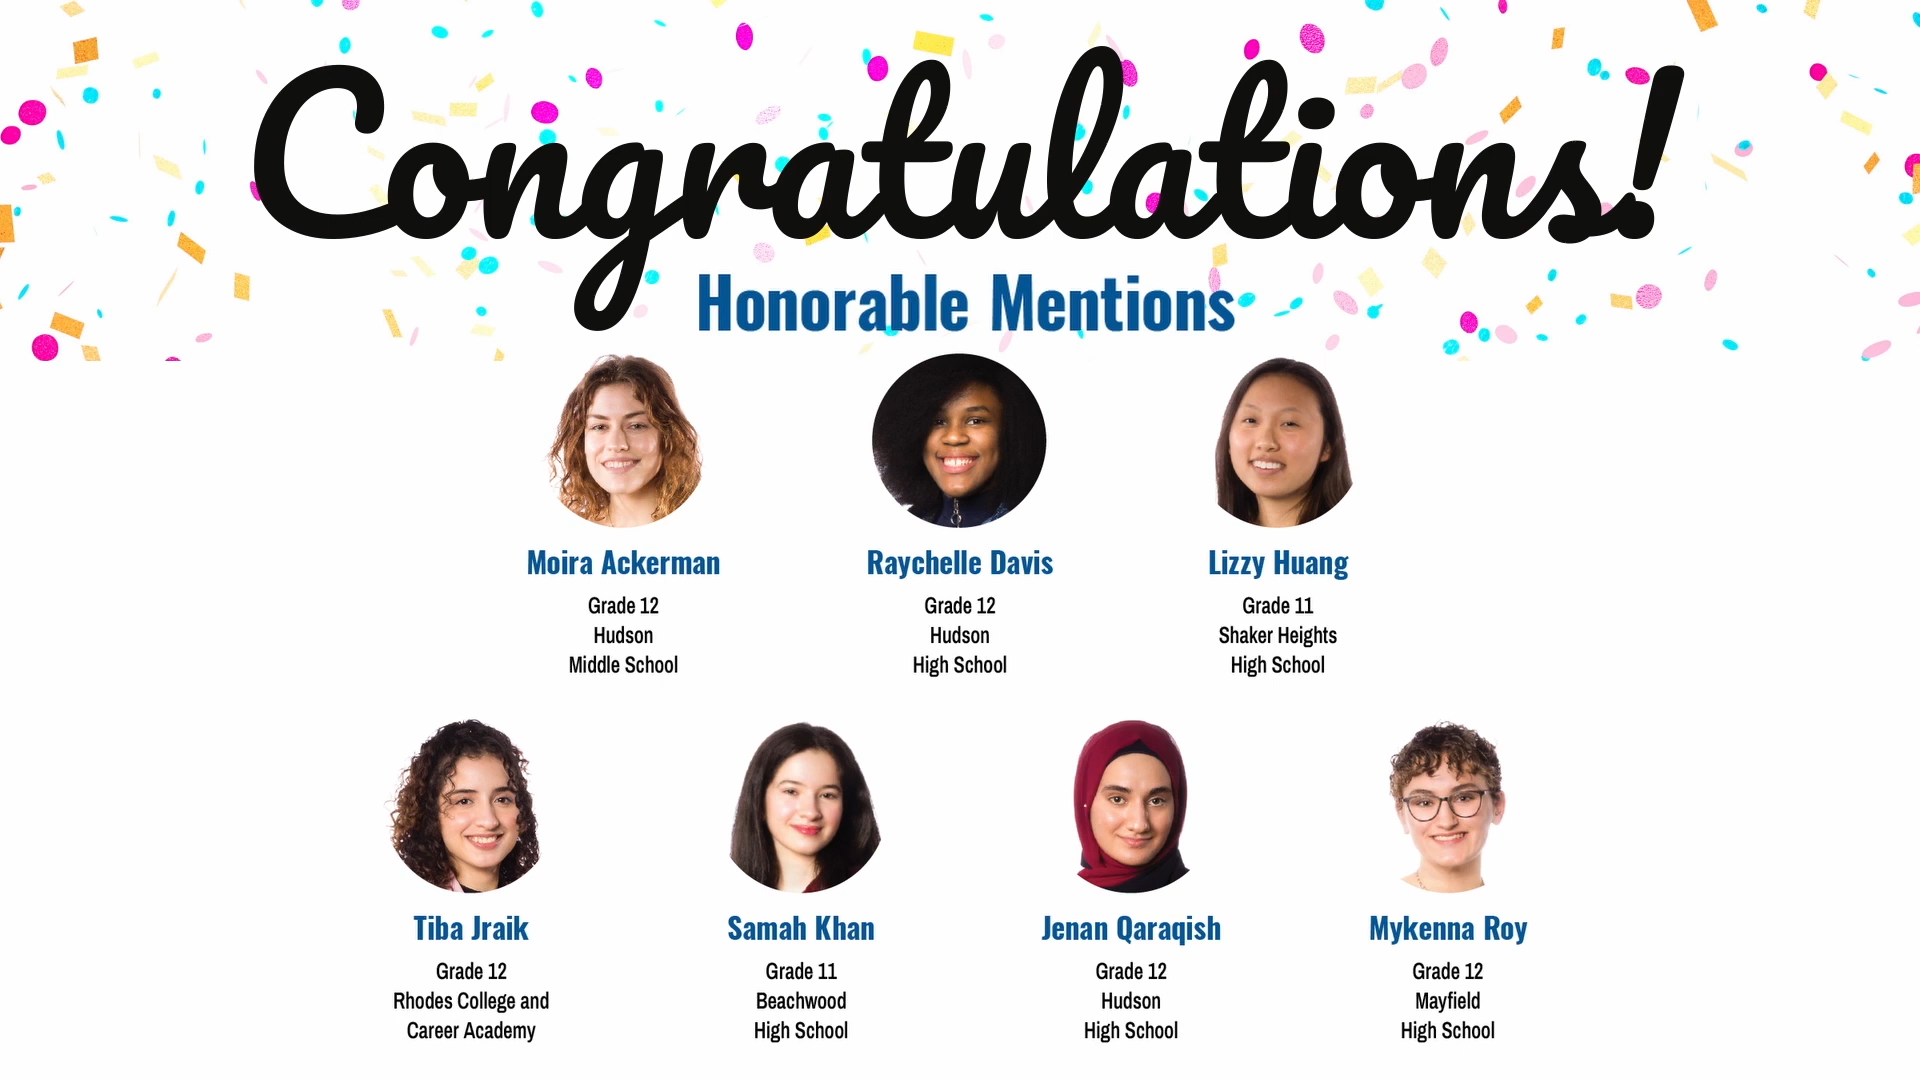 Congratulations!
Honorable Mentions
Moira Ackerman
Grade 12
Hudson
Middle School
Raychelle Davis
Grade 12
Hudson
High School
Lizzy Huang
Grade 11
Shaker Heights
High School
Tiba Jraik
Grade 12
Rhodes College and
Career Academy
Samah Khan
Grade 11
Beachwood
High School
Jenan Qaraqish
Grade 12
Hudson
High School
Mykenna Roy
Grade 12
Mayfield
High School